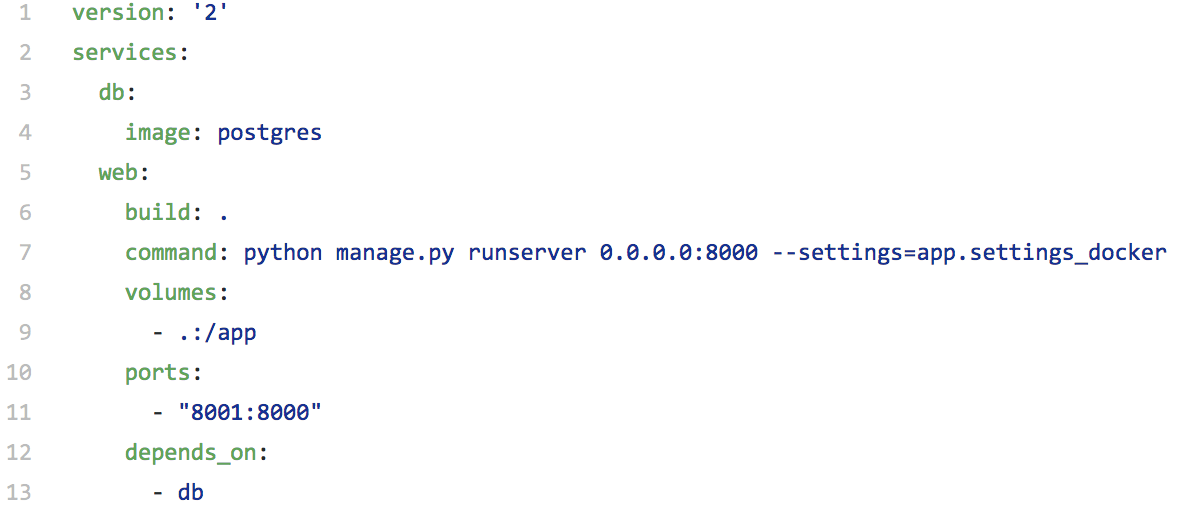 1 version: '2'
2 services:
3   db:
4     image: postgres
5   web:
6     build: .
7     command: python manage.py runserver 0.0.0.0:8000 --settings=app.settings_docker
8     volumes:
9       - .:/app
10     ports:
11       - "8001:8000"
12     depends_on:
13       - db